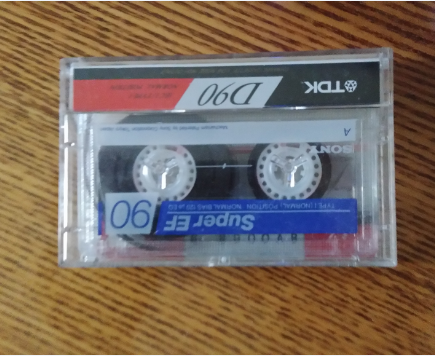 Super EF
90
TYPE I (NORMAL) POSITION NORMAL BIAS 120 µs EQ
SONY
A
TDK
D90